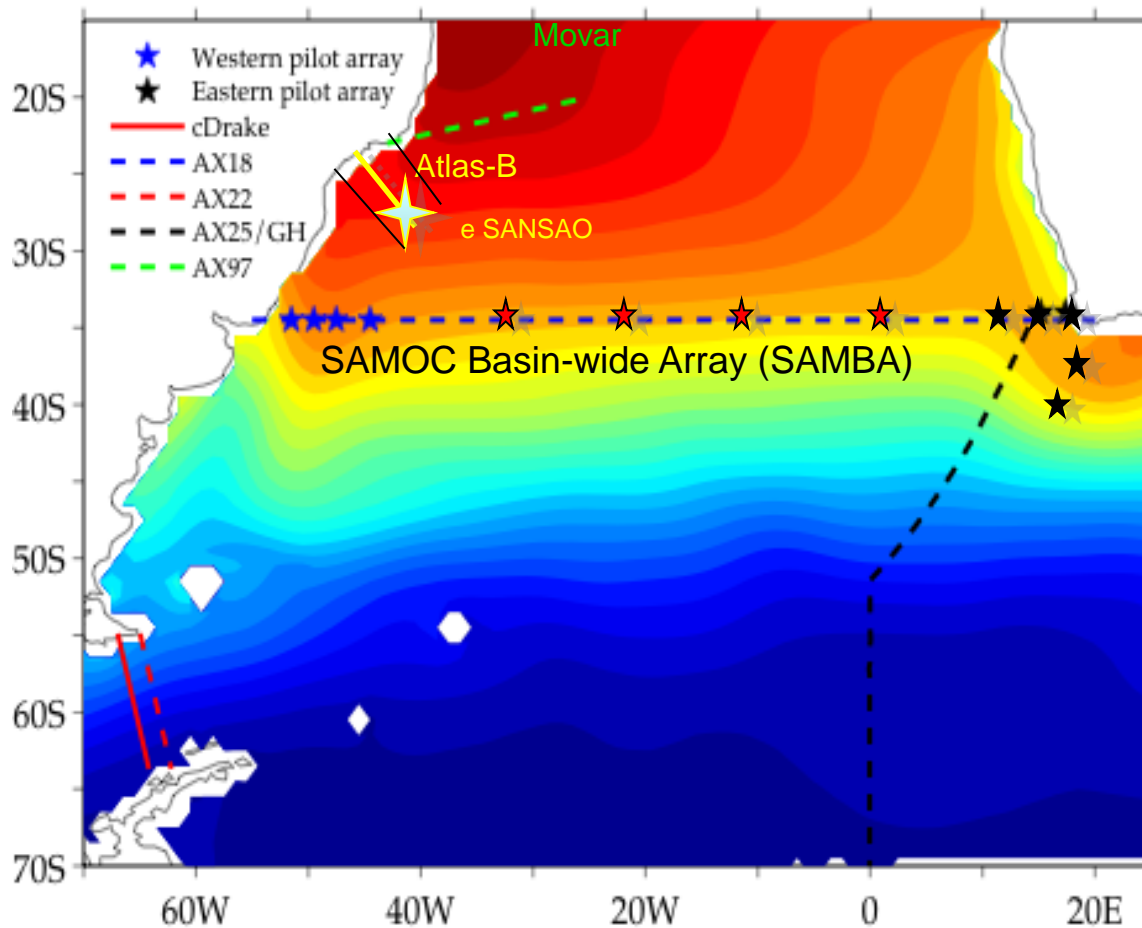 Movar
Western pilot array
Eastern pilot array
cDrake
AX18
AX22
AX25/GH
AX97
Atlas-B
e SANSAO
SAMOC Basin-wide Array (SAMBA)
20S
30S
40S
50S
60S
70S
60W
40W
20W
0
20E